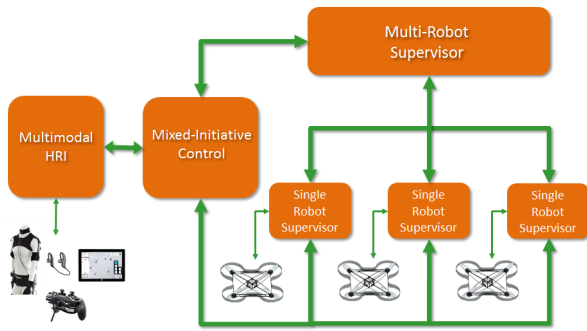 Multi-Robot
Supervisor
Multimodal
HRI
Mixed-Initiative
Control
Single
Robot
Supervisor
Single
Robot
Supervisor
Single
Robot
Supervisor